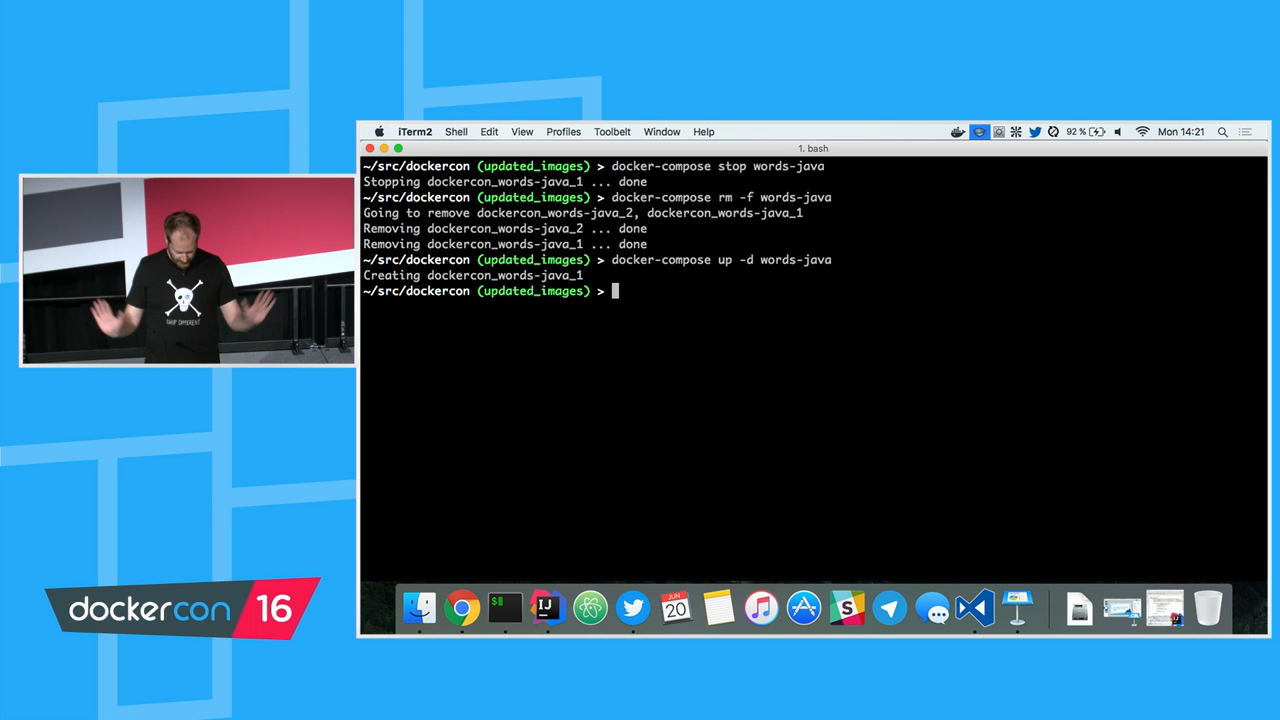 iTerm2 Shell Edit View Profiles Toolbelt Window Help 92 % Mon 14:21
1. bash
~/src/dockercon (updated_images) > docker-compose stop words-java
Stopping dockercon_words-java_1 ... done
~/src/dockercon (updated_images) > docker-compose rm -f words-java
Going to remove dockercon_words-java_2, dockercon_words-java_1
Removing dockercon_words-java_2 ... done
Removing dockercon_words-java_1 ... done
~/src/dockercon (updated_images) > docker-compose up -d words-java
Creating dockercon_words-java_1
~/src/dockercon (updated_images) >
DIFFERENT
$
IJ
JUN
20
S
dockercon 16